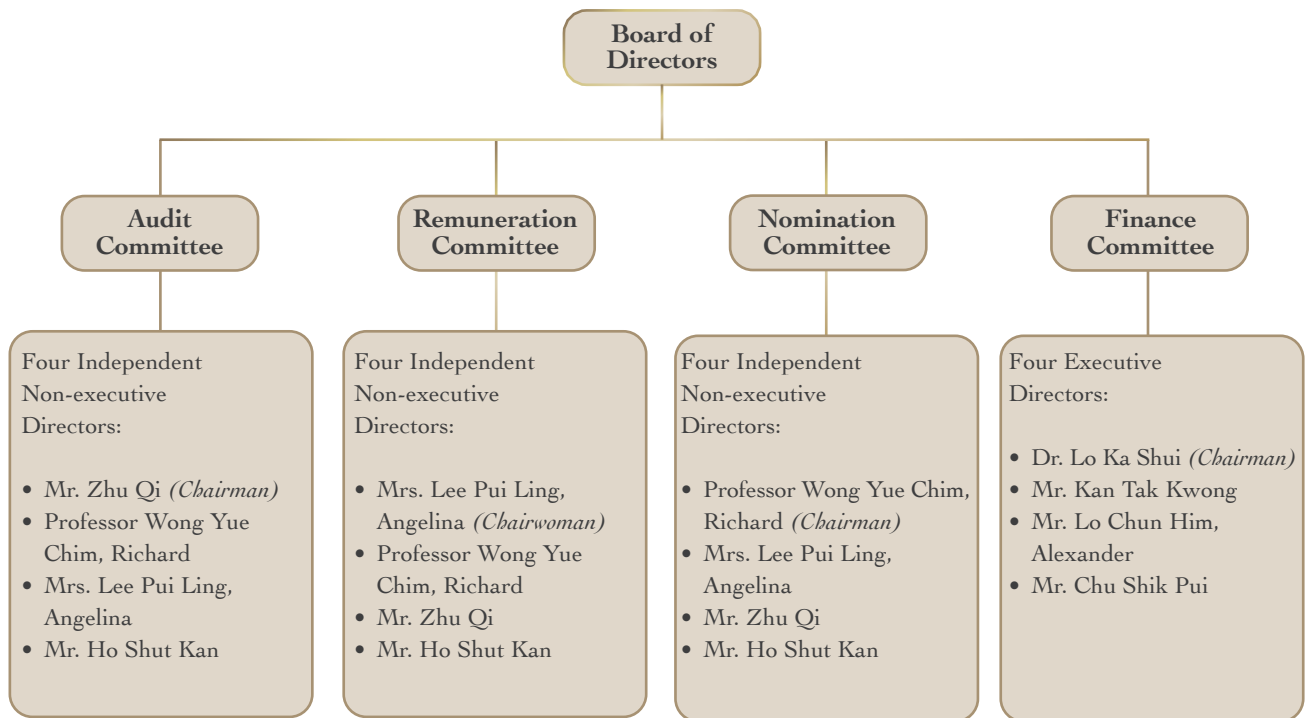 Board of
Directors
Audit
Committee
Remuneration
Committee
Nomination
Committee
Finance
Committee
Four Independent
Non-executive
Directors:
• Mr. Zhu Qi (Chairman)
• Professor Wong Yue
Chim, Richard
• Mrs. Lee Pui Ling,
Angelina
• Mr. Ho Shut Kan
Four Independent
Non-executive
Directors:
• Mrs. Lee Pui Ling,
Angelina (Chairwoman)
• Professor Wong Yue
Chim, Richard
• Mr. Zhu Qi
• Mr. Ho Shut Kan
Four Independent
Non-executive
Directors:
• Professor Wong Yue Chim,
Richard (Chairman)
• Mrs. Lee Pui Ling,
Angelina
• Mr. Zhu Qi
• Mr. Ho Shut Kan
Four Executive
Directors:
• Dr. Lo Ka Shui (Chairman)
• Mr. Kan Tak Kwong
• Mr. Lo Chun Him,
Alexander
• Mr. Chu Shik Pui